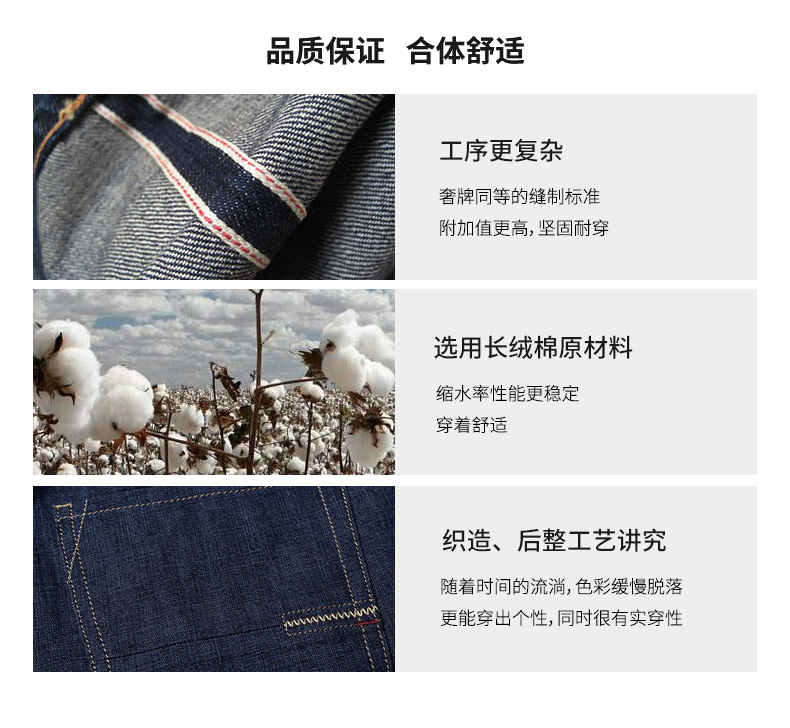 品质保证 合体舒适
工序更复杂
奢牌同等的缝制标准
附加值更高，坚固耐穿
选用长绒棉原材料
缩水率性能更稳定
穿着舒适
织造、后整工艺讲究
随着时间的流淌，色彩缓慢脱落
更能穿出个性，同时很有实穿性